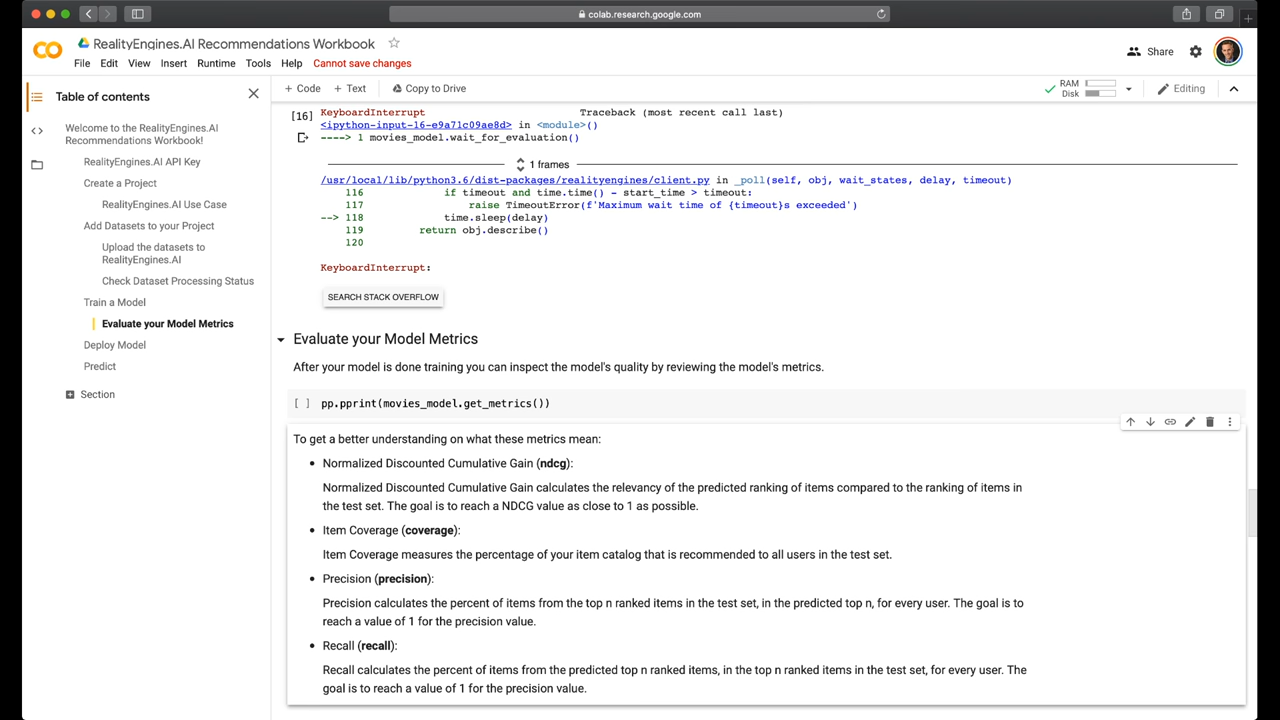 colab.research.google.com
RealityEngines.AI Recommendations Workbook
File Edit View Insert Runtime Tools Help Cannot save changes
Share
Table of contents
Welcome to the RealityEngines.AI
Recommendations Workbook!
RealityEngines.AI API Key
Create a Project
RealityEngines.AI Use Case
Add Datasets to your Project
Upload the datasets to
RealityEngines.AI
Check Dataset Processing Status
Train a Model
Evaluate your Model Metrics
Deploy Model
Predict
Section
+ Code + Text Copy to Drive
RAM
Disk
Editing
[16] KeyboardInterrupt Traceback (most recent call last)
<ipython-input-16-e9a71c09ae8d> in <module>()
----> 1 movies_model.wait_for_evaluation()
1 frames
/usr/local/lib/python3.6/dist-packages/realityengines/client.py in _poll(self, obj, wait_states, delay, timeout)
116 if timeout and time.time() - start_time > timeout:
117 raise TimeoutError(f'Maximum wait time of {timeout}s exceeded')
--> 118 time.sleep(delay)
119 return obj.describe()
120
KeyboardInterrupt:
SEARCH STACK OVERFLOW
Evaluate your Model Metrics
After your model is done training you can inspect the model's quality by reviewing the model's metrics.
[ ] pp.pprint(movies_model.get_metrics())
To get a better understanding on what these metrics mean:
• Normalized Discounted Cumulative Gain (ndcg):
Normalized Discounted Cumulative Gain calculates the relevancy of the predicted ranking of items compared to the ranking of items in
the test set. The goal is to reach a NDCG value as close to 1 as possible.
• Item Coverage (coverage):
Item Coverage measures the percentage of your item catalog that is recommended to all users in the test set.
• Precision (precision):
Precision calculates the percent of items from the top n ranked items in the test set, in the predicted top n, for every user. The goal is to
reach a value of 1 for the precision value.
• Recall (recall):
Recall calculates the percent of items from the predicted top n ranked items, in the top n ranked items in the test set, for every user. The
goal is to reach a value of 1 for the precision value.